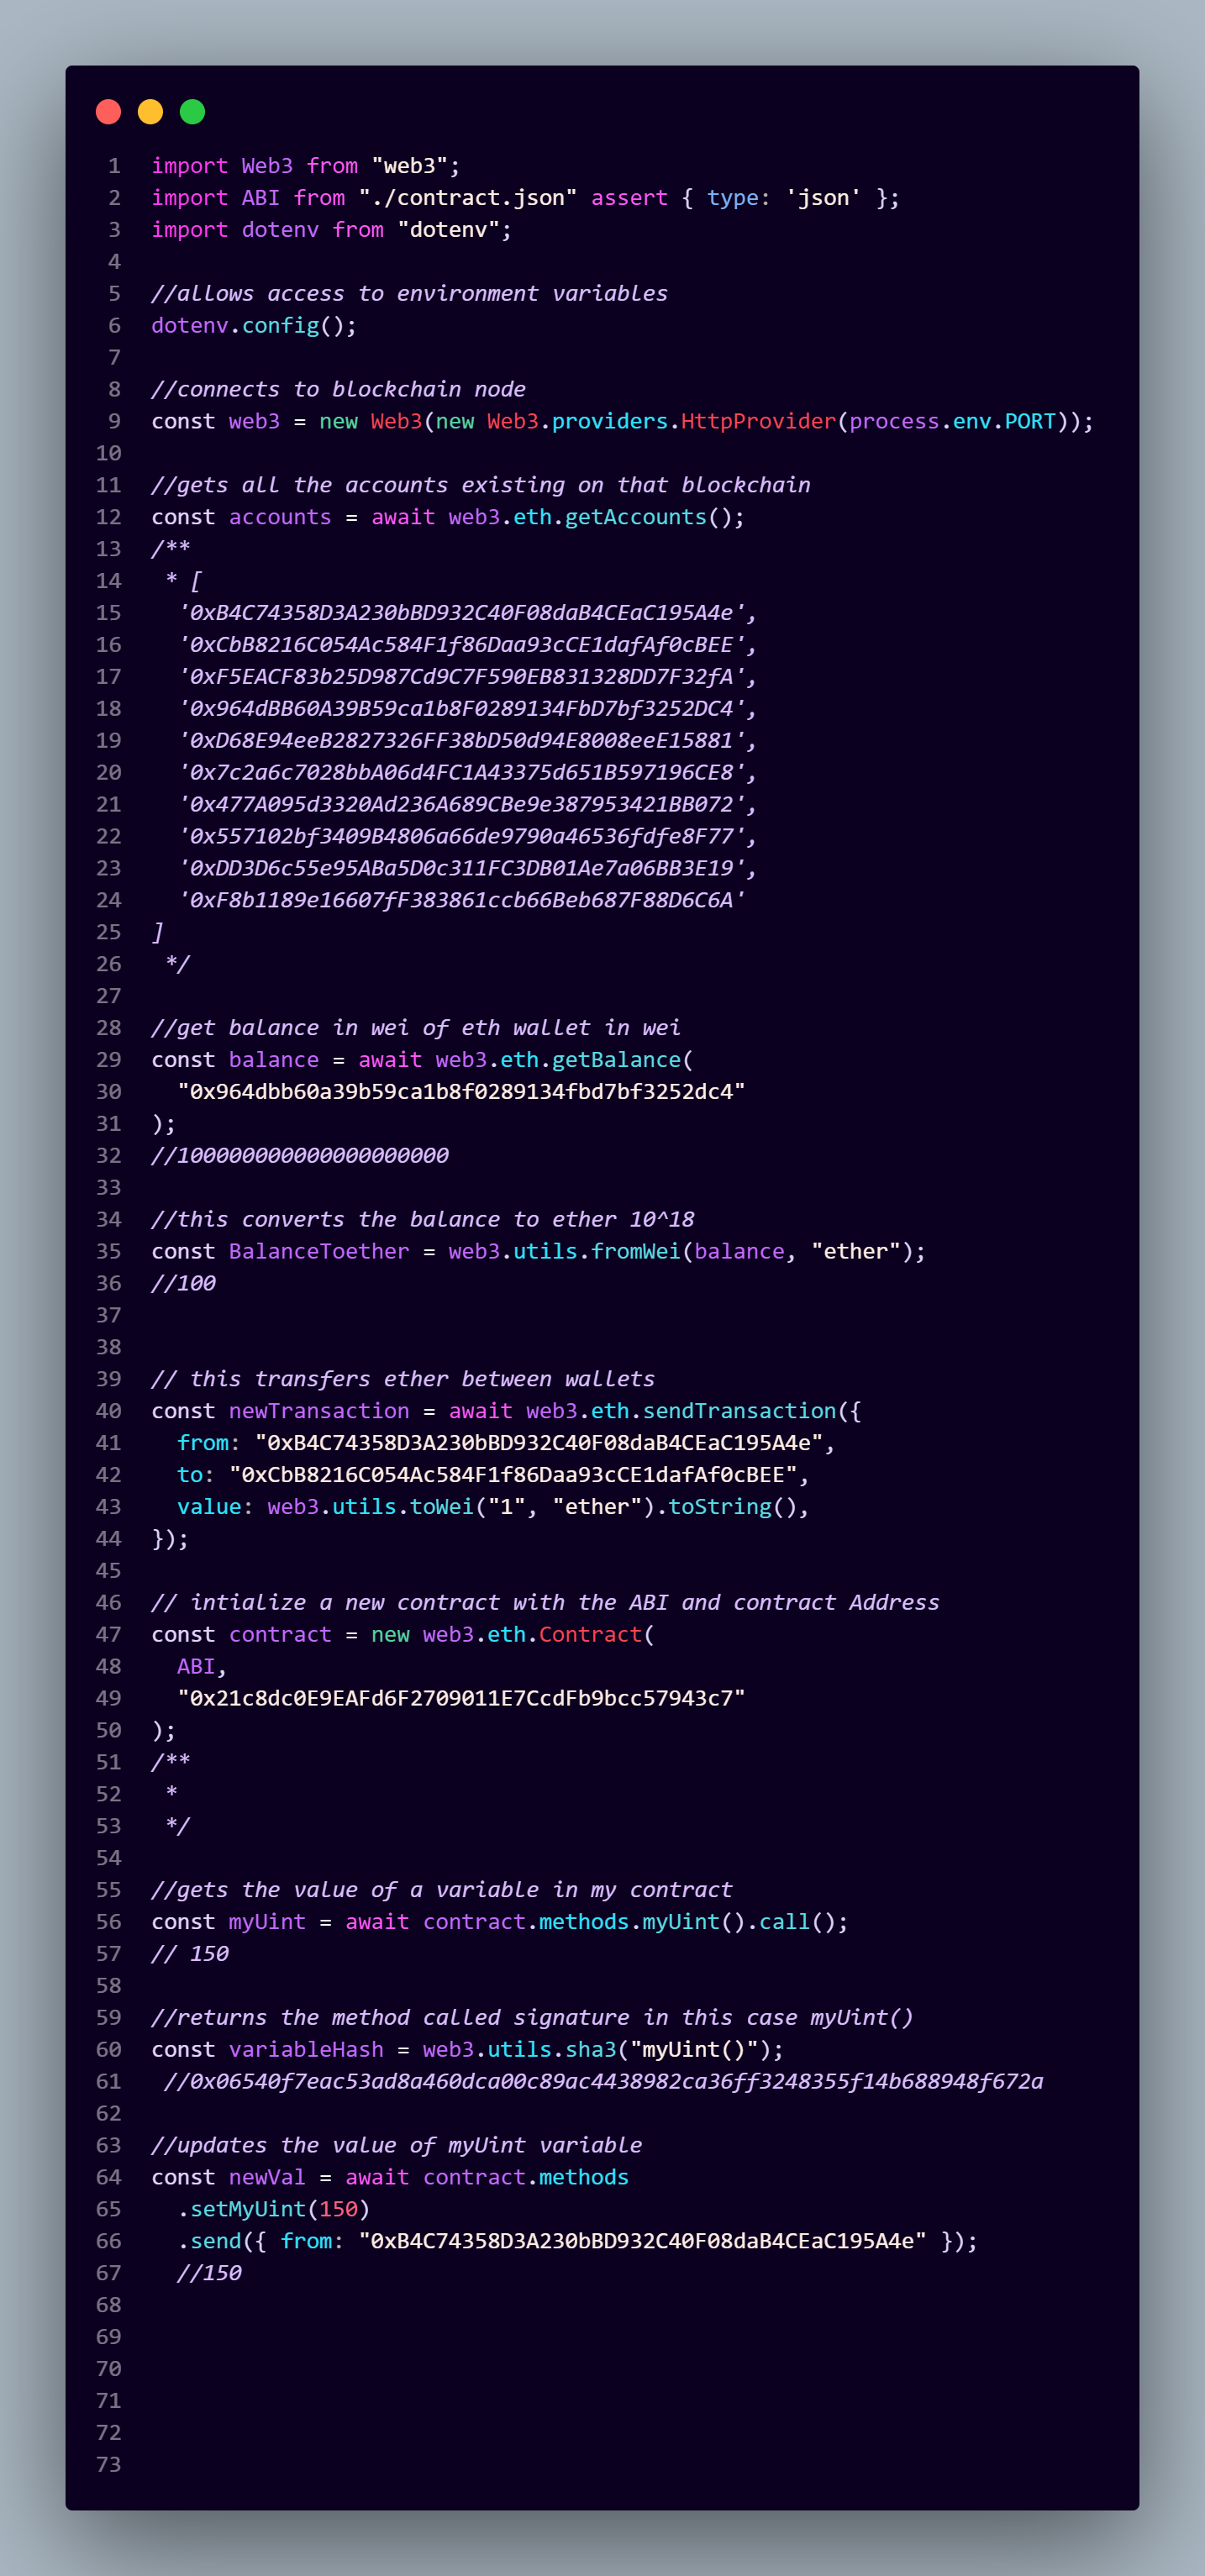 1 import Web3 from "web3";
2 import ABI from "./contract.json" assert { type: 'json' };
3 import dotenv from "dotenv";
4
5 //allows access to environment variables
6 dotenv.config();
7
8 //connects to blockchain node
9 const web3 = new Web3(new Web3.providers.HttpProvider(process.env.PORT));
10
11 //gets all the accounts existing on that blockchain
12 const accounts = await web3.eth.getAccounts();
13 /**
14  * [
15   '0xB4C74358D3A230bBD932C40F08daB4CEaC195A4e',
16   '0xCbB8216C054Ac584F1f86Daa93cCE1dafAf0cBEE',
17   '0xF5EACF83b25D987Cd9C7F590EB831328DD7F32fA',
18   '0x964dBB60A39B59ca1b8F0289134FbD7bf3252DC4',
19   '0xD68E94eeB2827326FF38bD50d94E8008eeE15881',
20   '0x7c2a6c7028bbA06d4FC1A43375d651B597196CE8',
21   '0x477A095d3320Ad236A689CBe9e387953421BB072',
22   '0x557102bf3409B4806a66de9790a46536fdfe8F77',
23   '0xDD3D6c55e95ABa5D0c311FC3DB01Ae7a06BB3E19',
24   '0xF8b1189e16607fF383861ccb66Beb687F88D6C6A'
25 ]
26  */
27
28 //get balance in wei of eth wallet in wei
29 const balance = await web3.eth.getBalance(
30   "0x964dbb60a39b59ca1b8f0289134fbd7bf3252dc4"
31 );
32 //100000000000000000000
33
34 //this converts the balance to ether 10^18
35 const BalanceToether = web3.utils.fromWei(balance, "ether");
36 //100
37
38
39 // this transfers ether between wallets
40 const newTransaction = await web3.eth.sendTransaction({
41   from: "0xB4C74358D3A230bBD932C40F08daB4CEaC195A4e",
42   to: "0xCbB8216C054Ac584F1f86Daa93cCE1dafAf0cBEE",
43   value: web3.utils.toWei("1", "ether").toString(),
44 });
45
46 // intialize a new contract with the ABI and contract Address
47 const contract = new web3.eth.Contract(
48   ABI,
49   "0x21c8dc0E9EAFd6F2709011E7CcdFb9bcc57943c7"
50 );
51 /**
52  *
53  */
54
55 //gets the value of a variable in my contract
56 const myUint = await contract.methods.myUint().call();
57 // 150
58
59 //returns the method called signature in this case myUint()
60 const variableHash = web3.utils.sha3("myUint()");
61  //0x06540f7eac53ad8a460dca00c89ac4438982ca36ff3248355f14b688948f672a
62
63 //updates the value of myUint variable
64 const newVal = await contract.methods
65   .setMyUint(150)
66   .send({ from: "0xB4C74358D3A230bBD932C40F08daB4CEaC195A4e" });
67   //150
68
69
70
71
72
73